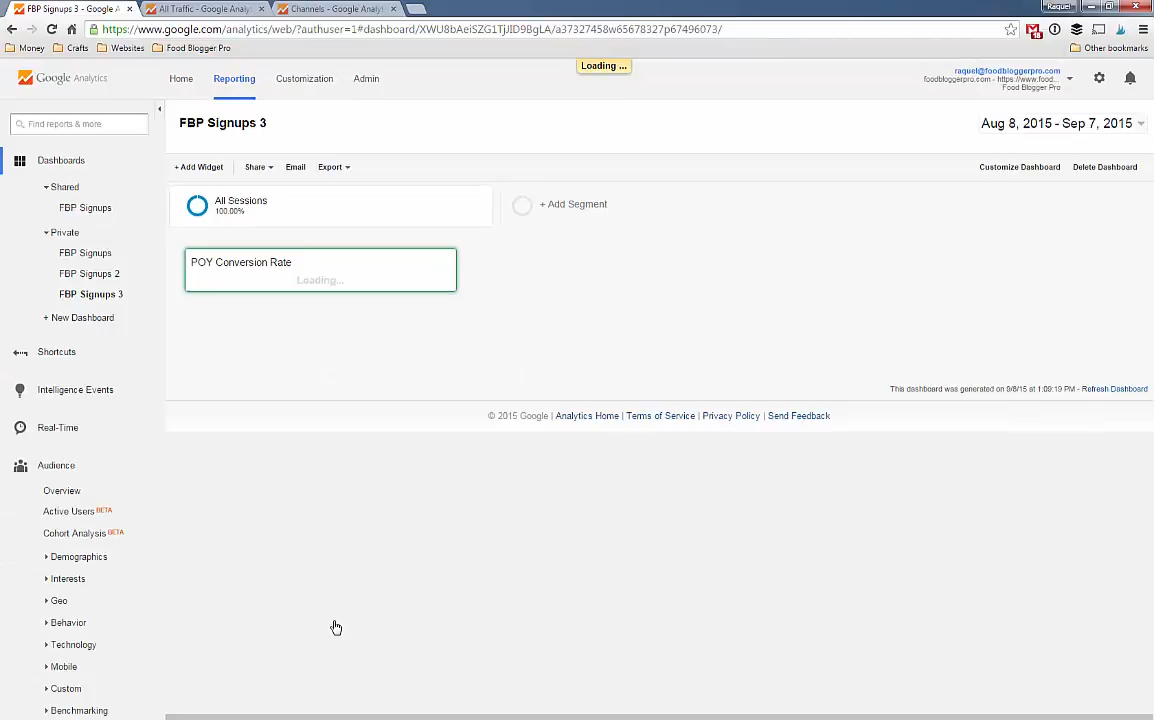 FBP Signups 3 - Google A
All Traffic - Google Analy
Channels - Google Analy
Raquel
https://www.google.com/analytics/web/?authuser=1#dashboard/XWU8bAeiSZG1TjJID9BgLA/a37327458w65678327p67496073/
Money
Crafts
Websites
Food Blogger Pro
Other bookmarks
Loading ...
Google Analytics
Home
Reporting
Customization
Admin
raquel@foodbloggerpro.com
foodbloggerpro.com - https://www.food...
Food Blogger Pro
Find reports & more
FBP Signups 3
Aug 8, 2015 - Sep 7, 2015
+ Add Widget
Share
Email
Export
Customize Dashboard
Delete Dashboard
All Sessions
100.00%
+ Add Segment
POY Conversion Rate
Loading...
This dashboard was generated on 9/8/15 at 1:09:19 PM - Refresh Dashboard
© 2015 Google | Analytics Home | Terms of Service | Privacy Policy | Send Feedback
Dashboards
Shared
FBP Signups
Private
FBP Signups
FBP Signups 2
FBP Signups 3
+ New Dashboard
Shortcuts
Intelligence Events
Real-Time
Audience
Overview
Active Users BETA
Cohort Analysis BETA
Demographics
Interests
Geo
Behavior
Technology
Mobile
Custom
Benchmarking